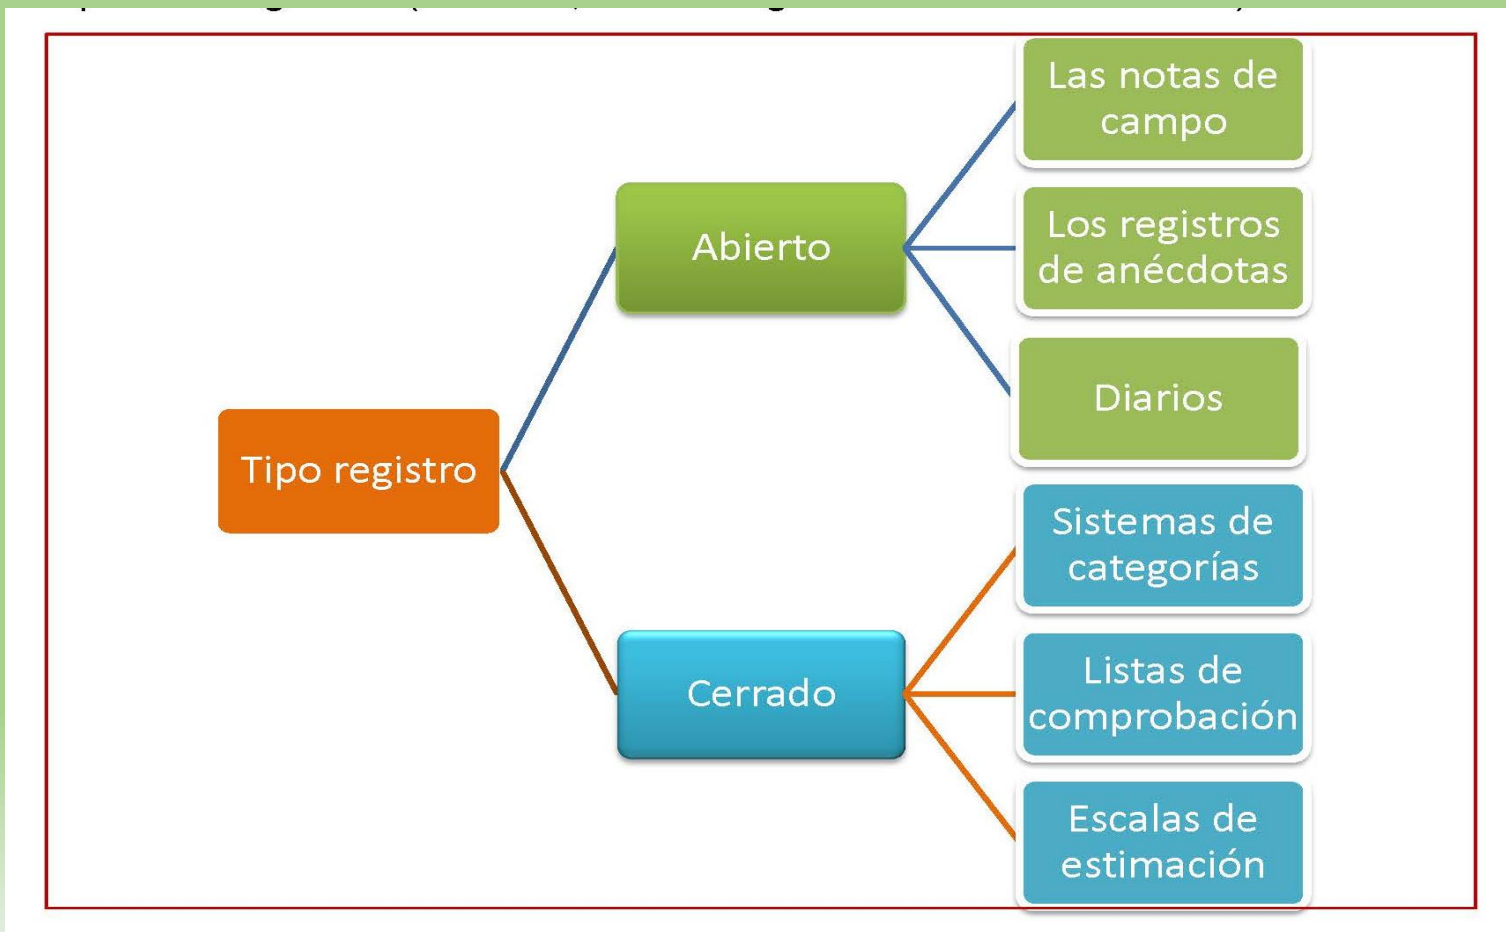 Tipo registro
Abierto
Las notas de
campo
Los registros
de anécdotas
Diarios
Cerrado
Sistemas de
categorías
Listas de
comprobación
Escalas de
estimación